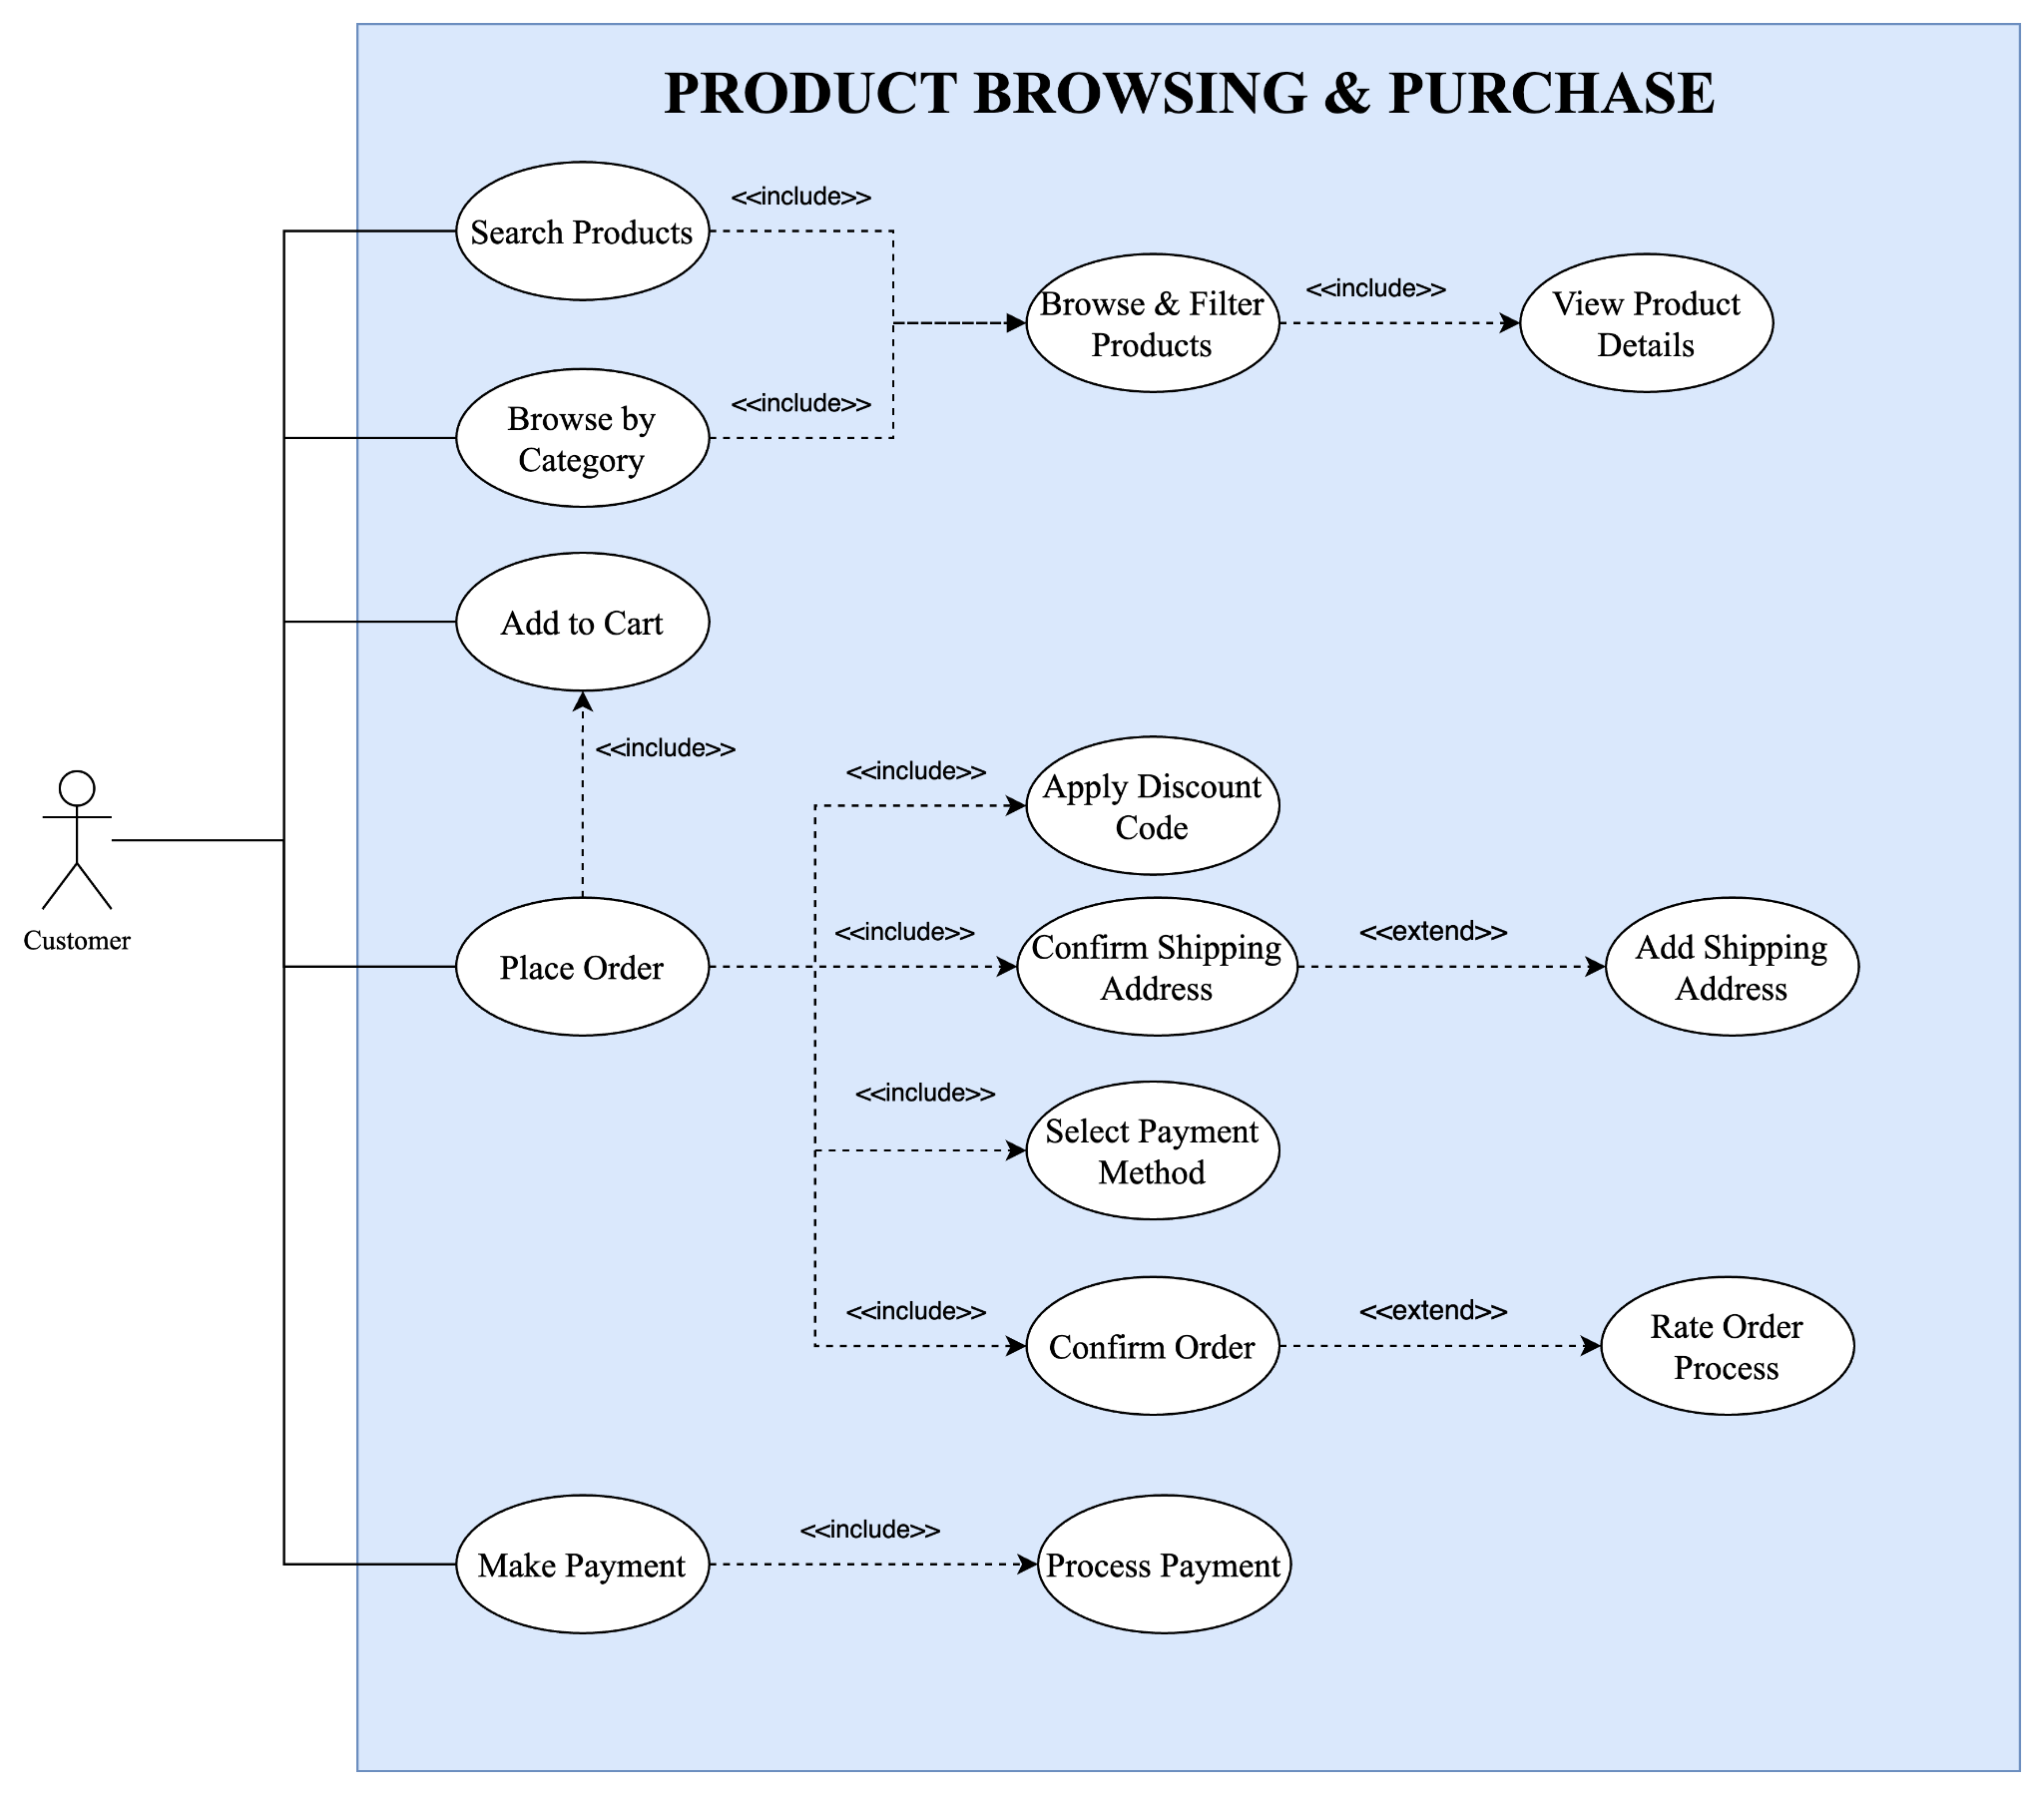 PRODUCT BROWSING & PURCHASE
<<include>>
Search Products
Browse & Filter
Products
<<include>>
View Product
Details
<<include>>
Browse by
Category
Add to Cart
<<include>>
<<include>>
Apply Discount
Code
Customer
Place Order
<<include>>
Confirm Shipping
Address
<<extend>>
Add Shipping
Address
<<include>>
Select Payment
Method
<<include>>
Confirm Order
<<extend>>
Rate Order
Process
Make Payment
<<include>>
Process Payment